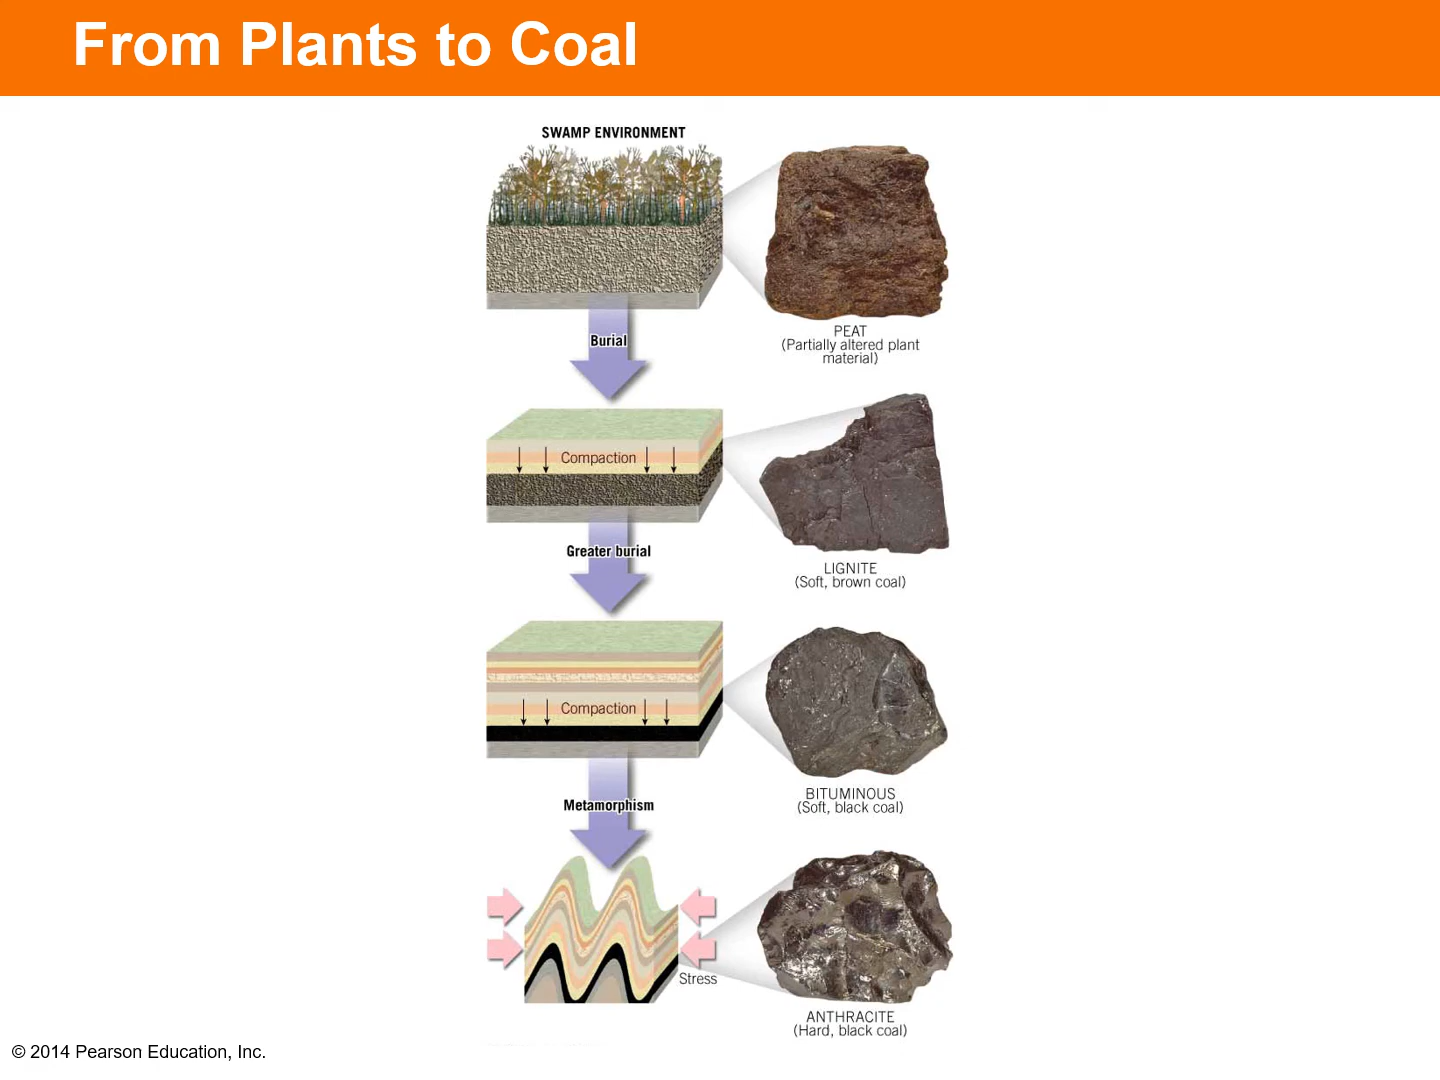 From Plants to Coal
SWAMP ENVIRONMENT
PEAT
(Partially altered plant
material)
Burial
Compaction
LIGNITE
(Soft, brown coal)
Greater burial
Compaction
BITUMINOUS
(Soft, black coal)
Metamorphism
Stress
ANTHRACITE
(Hard, black coal)
© 2014 Pearson Education, Inc.